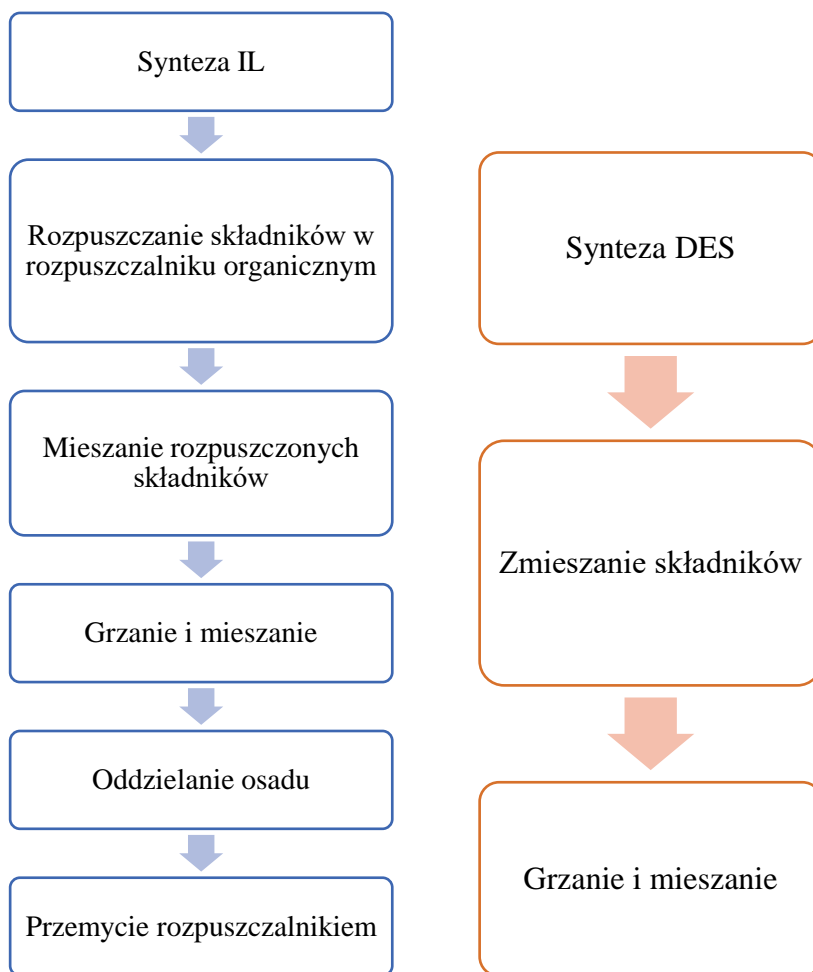 Synteza IL
Rozpuszczanie składników w
rozpuszczalniku organicznym
Mieszanie rozpuszczonych
składników
Grzanie i mieszanie
Oddzielanie osadu
Przemycie rozpuszczalnikiem
Synteza DES
Zmieszanie składników
Grzanie i mieszanie